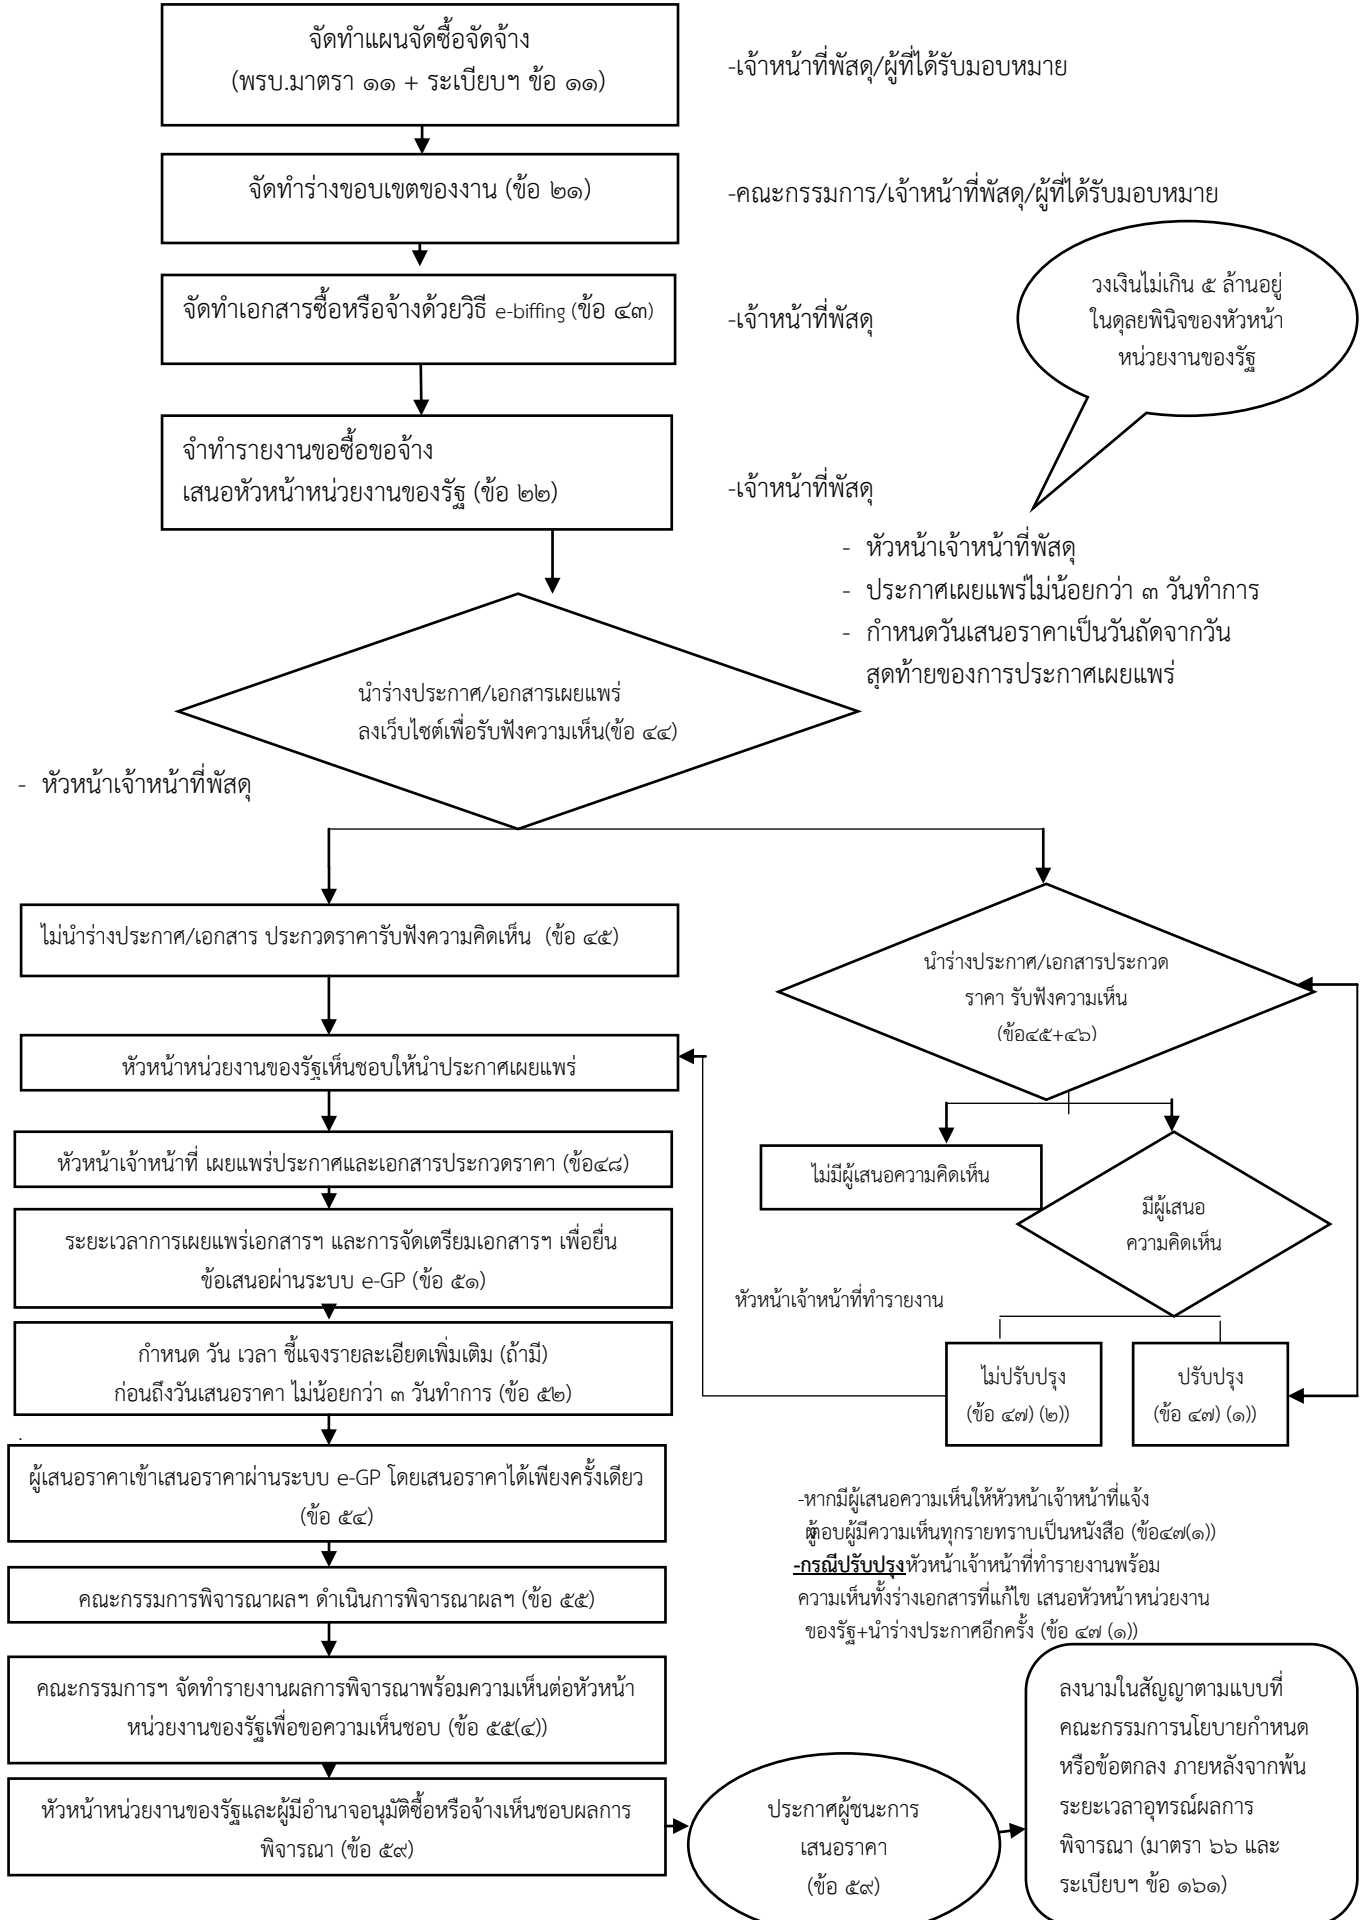 จัดทำแผนจัดซื้อจัดจ้าง
(พรบ.มาตรา ๑๑ + ระเบียบฯ ข้อ ๑๑)
-เจ้าหน้าที่พัสดุ/ผู้ที่ได้รับมอบหมาย
จัดทำร่างขอบเขตของงาน (ข้อ ๒๑)
-คณะกรรมการ/เจ้าหน้าที่พัสดุ/ผู้ที่ได้รับมอบหมาย
จัดทำเอกสารซื้อหรือจ้างด้วยวิธี e-biffing (ข้อ ๔๓)
-เจ้าหน้าที่พัสดุ
วงเงินไม่เกิน ๕ ล้านอยู่
ในดุลยพินิจของหัวหน้า
หน่วยงานของรัฐ
จำทำรายงานขอซื้อขอจ้าง
เสนอหัวหน้าหน่วยงานของรัฐ (ข้อ ๒๒)
-เจ้าหน้าที่พัสดุ
- หัวหน้าเจ้าหน้าที่พัสดุ
- ประกาศเผยแพร่ไม่น้อยกว่า ๓ วันทำการ
- กำหนดวันเสนอราคาเป็นวันถัดจากวัน
สุดท้ายของการประกาศเผยแพร่
นำร่างประกาศ/เอกสารเผยแพร่
ลงเว็บไซต์เพื่อรับฟังความเห็น(ข้อ ๔๔)
- หัวหน้าเจ้าหน้าที่พัสดุ
ไม่นำร่างประกาศ/เอกสาร ประกวดราคารับฟังความคิดเห็น (ข้อ ๔๕)
หัวหน้าหน่วยงานของรัฐเห็นชอบให้นำประกาศเผยแพร่
หัวหน้าเจ้าหน้าที่ เผยแพร่ประกาศและเอกสารประกวดราคา (ข้อ๔๘)
ระยะเวลาการเผยแพร่เอกสารฯ และการจัดเตรียมเอกสารฯ เพื่อยื่น
ข้อเสนอผ่านระบบ e-GP (ข้อ ๕๑)
กำหนด วัน เวลา ชี้แจงรายละเอียดเพิ่มเติม (ถ้ามี)
ก่อนถึงวันเสนอราคา ไม่น้อยกว่า ๓ วันทำการ (ข้อ ๕๒)
.
ผู้เสนอราคาเข้าเสนอราคาผ่านระบบ e-GP โดยเสนอราคาได้เพียงครั้งเดียว
(ข้อ ๕๔)
คณะกรรมการพิจารณาผลฯ ดำเนินการพิจารณาผลฯ (ข้อ ๕๕)
คณะกรรมการฯ จัดทำรายงานผลการพิจารณาพร้อมความเห็นต่อหัวหน้า
หน่วยงานของรัฐเพื่อขอความเห็นชอบ (ข้อ ๕๕(๔))
หัวหน้าหน่วยงานของรัฐและผู้มีอำนาจอนุมัติซื้อหรือจ้างเห็นชอบผลการ
พิจารณา (ข้อ ๕๙)
นำร่างประกาศ/เอกสารประกวด
ราคา รับฟังความเห็น
(ข้อ๔๕+๔๖)
ไม่มีผู้เสนอความคิดเห็น
มีผู้เสนอ
ความคิดเห็น
หัวหน้าเจ้าหน้าที่ทำรายงาน
ไม่ปรับปรุง
(ข้อ ๔๗) (๒))
ปรับปรุง
(ข้อ ๔๗) (๑))
-หากมีผู้เสนอความเห็นให้หัวหน้าเจ้าหน้าที่แจ้ง
ผู้มีความเห็นทุกรายทราบเป็นหนังสือ (ข้อ๔๗(๑))
-กรณีปรับปรุงหัวหน้าเจ้าหน้าที่ทำรายงานพร้อม
ความเห็นทั้งร่างเอกสารที่แก้ไข เสนอหัวหน้าหน่วยงาน
ของรัฐ+นำร่างประกาศอีกครั้ง (ข้อ ๔๗ (๑))
ประกาศผู้ชนะการ
เสนอราคา
(ข้อ ๕๙)
ลงนามในสัญญาตามแบบที่
คณะกรรมการนโยบายกำหนด
หรือข้อตกลง ภายหลังจากพ้น
ระยะเวลาอุทรณ์ผลการ
พิจารณา (มาตรา ๖๖ และ
ระเบียบฯ ข้อ ๑๖๑)